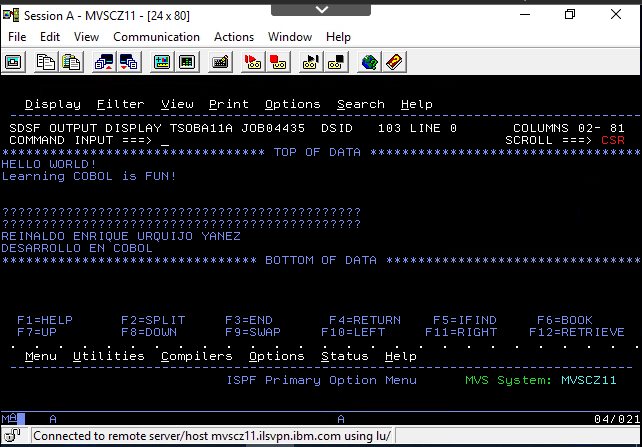 Session A - MVSCZ11 - [24 x 80]
File Edit View Communication Actions Window Help
Display Filter View Print Options Search Help
SDSF OUTPUT DISPLAY TSOBA11A JOB04435 DSID 103 LINE 0 COLUMNS 02- 81
COMMAND INPUT ===> _ SCROLL ===> CSR
********************************* TOP OF DATA **********************************
HELLO WORLD!
Learning COBOL is FUN!
?????????????????????????????????????????????
?????????????????????????????????????????????
REINALDO ENRIQUE URQUIJO YANEZ
DESARROLLO EN COBOL
******************************** BOTTOM OF DATA ********************************
F1=HELP F2=SPLIT F3=END F4=RETURN F5=IFIND F6=BOOK
F7=UP F8=DOWN F9=SWAP F10=LEFT F11=RIGHT F12=RETRIEVE
Menu Utilities Compilers Options Status Help
ISPF Primary Option Menu MVS System: MVSCZ11
MA A A 04/021
Connected to remote server/host mvscz11.ilsvpn.ibm.com using lu/